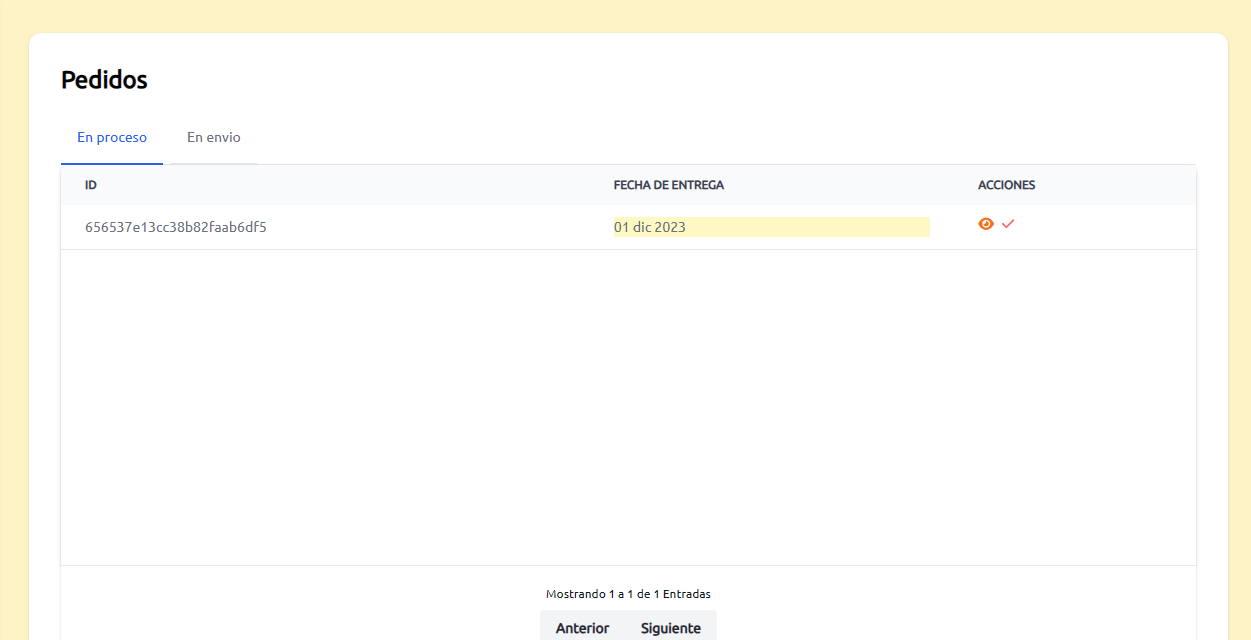 Pedidos
En proceso En envio
ID FECHA DE ENTREGA ACCIONES
656537e13cc38b82faab6df5 01 dic 2023
Mostrando 1 a 1 de 1 Entradas
Anterior Siguiente